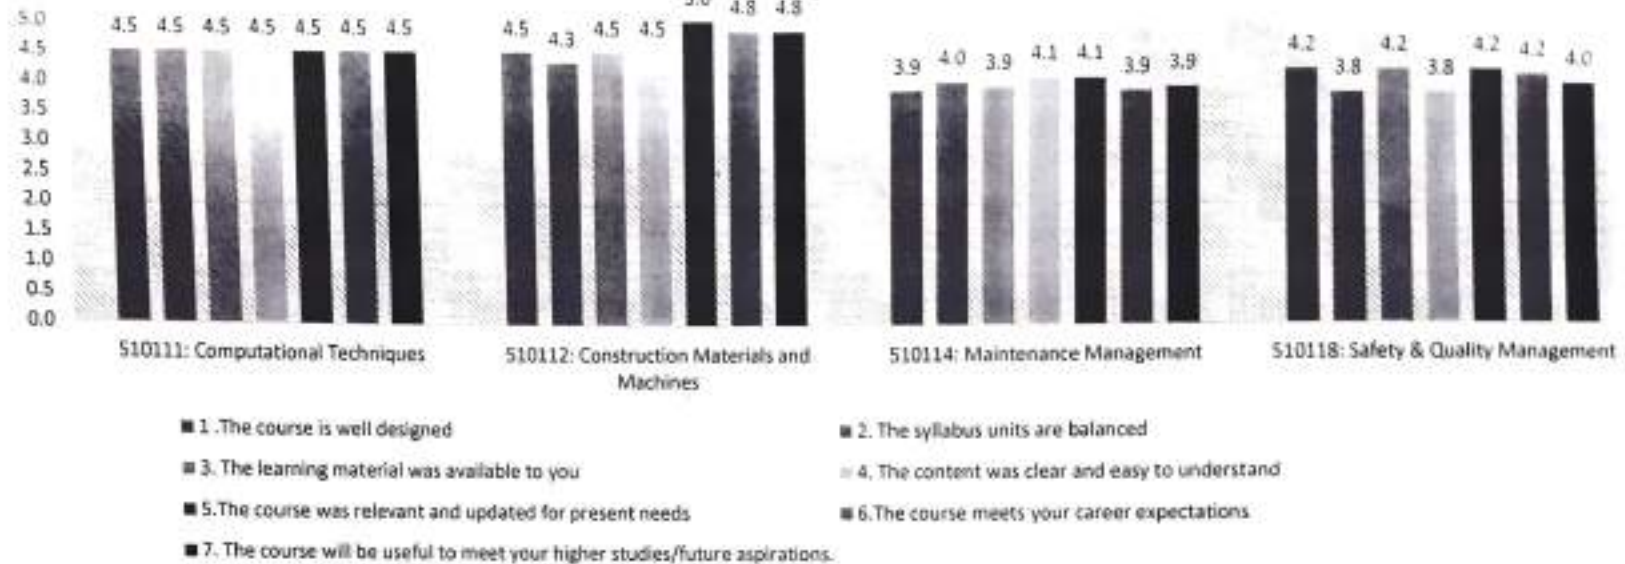 5.0
4.5
4.0
3.5
3.0
2.5
2.0
1.5
1.0
0.5
0.0
4.5 4.5 4.5 4.5 4.5 4.5 4.5
4.5 4.3 4.5 4.5 4.8 4.8
3.9 4.0 3.9 4.1 4.1 3.9 3.9
4.2 3.8 4.2 3.8 4.2 4.2 4.0
510111: Computational Techniques
510112: Construction Materials and
Machines
510114: Maintenance Management
510118: Safety & Quality Management
1 .The course is well designed
2. The syllabus units are balanced
3. The learning material was available to you
4. The content was clear and easy to understand
5.The course was relevant and updated for present needs
6.The course meets your career expectations
7. The course will be useful to meet your higher studies/future aspirations.